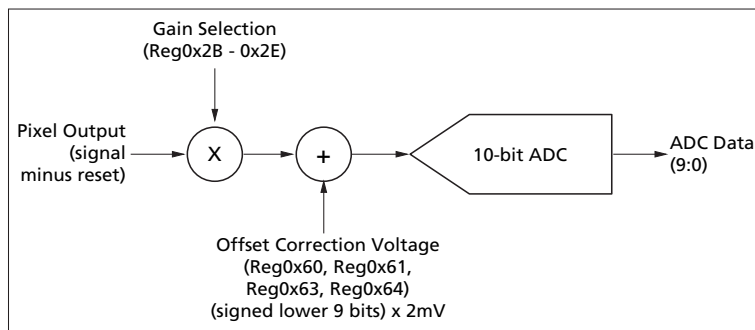 Gain Selection
(Reg0x2B - 0x2E)
Pixel Output
(signal
minus reset)
X
+
10-bit ADC
ADC Data
(9:0)
Offset Correction Voltage
(Reg0x60, Reg0x61,
Reg0x63, Reg0x64)
(signed lower 9 bits) x 2mV